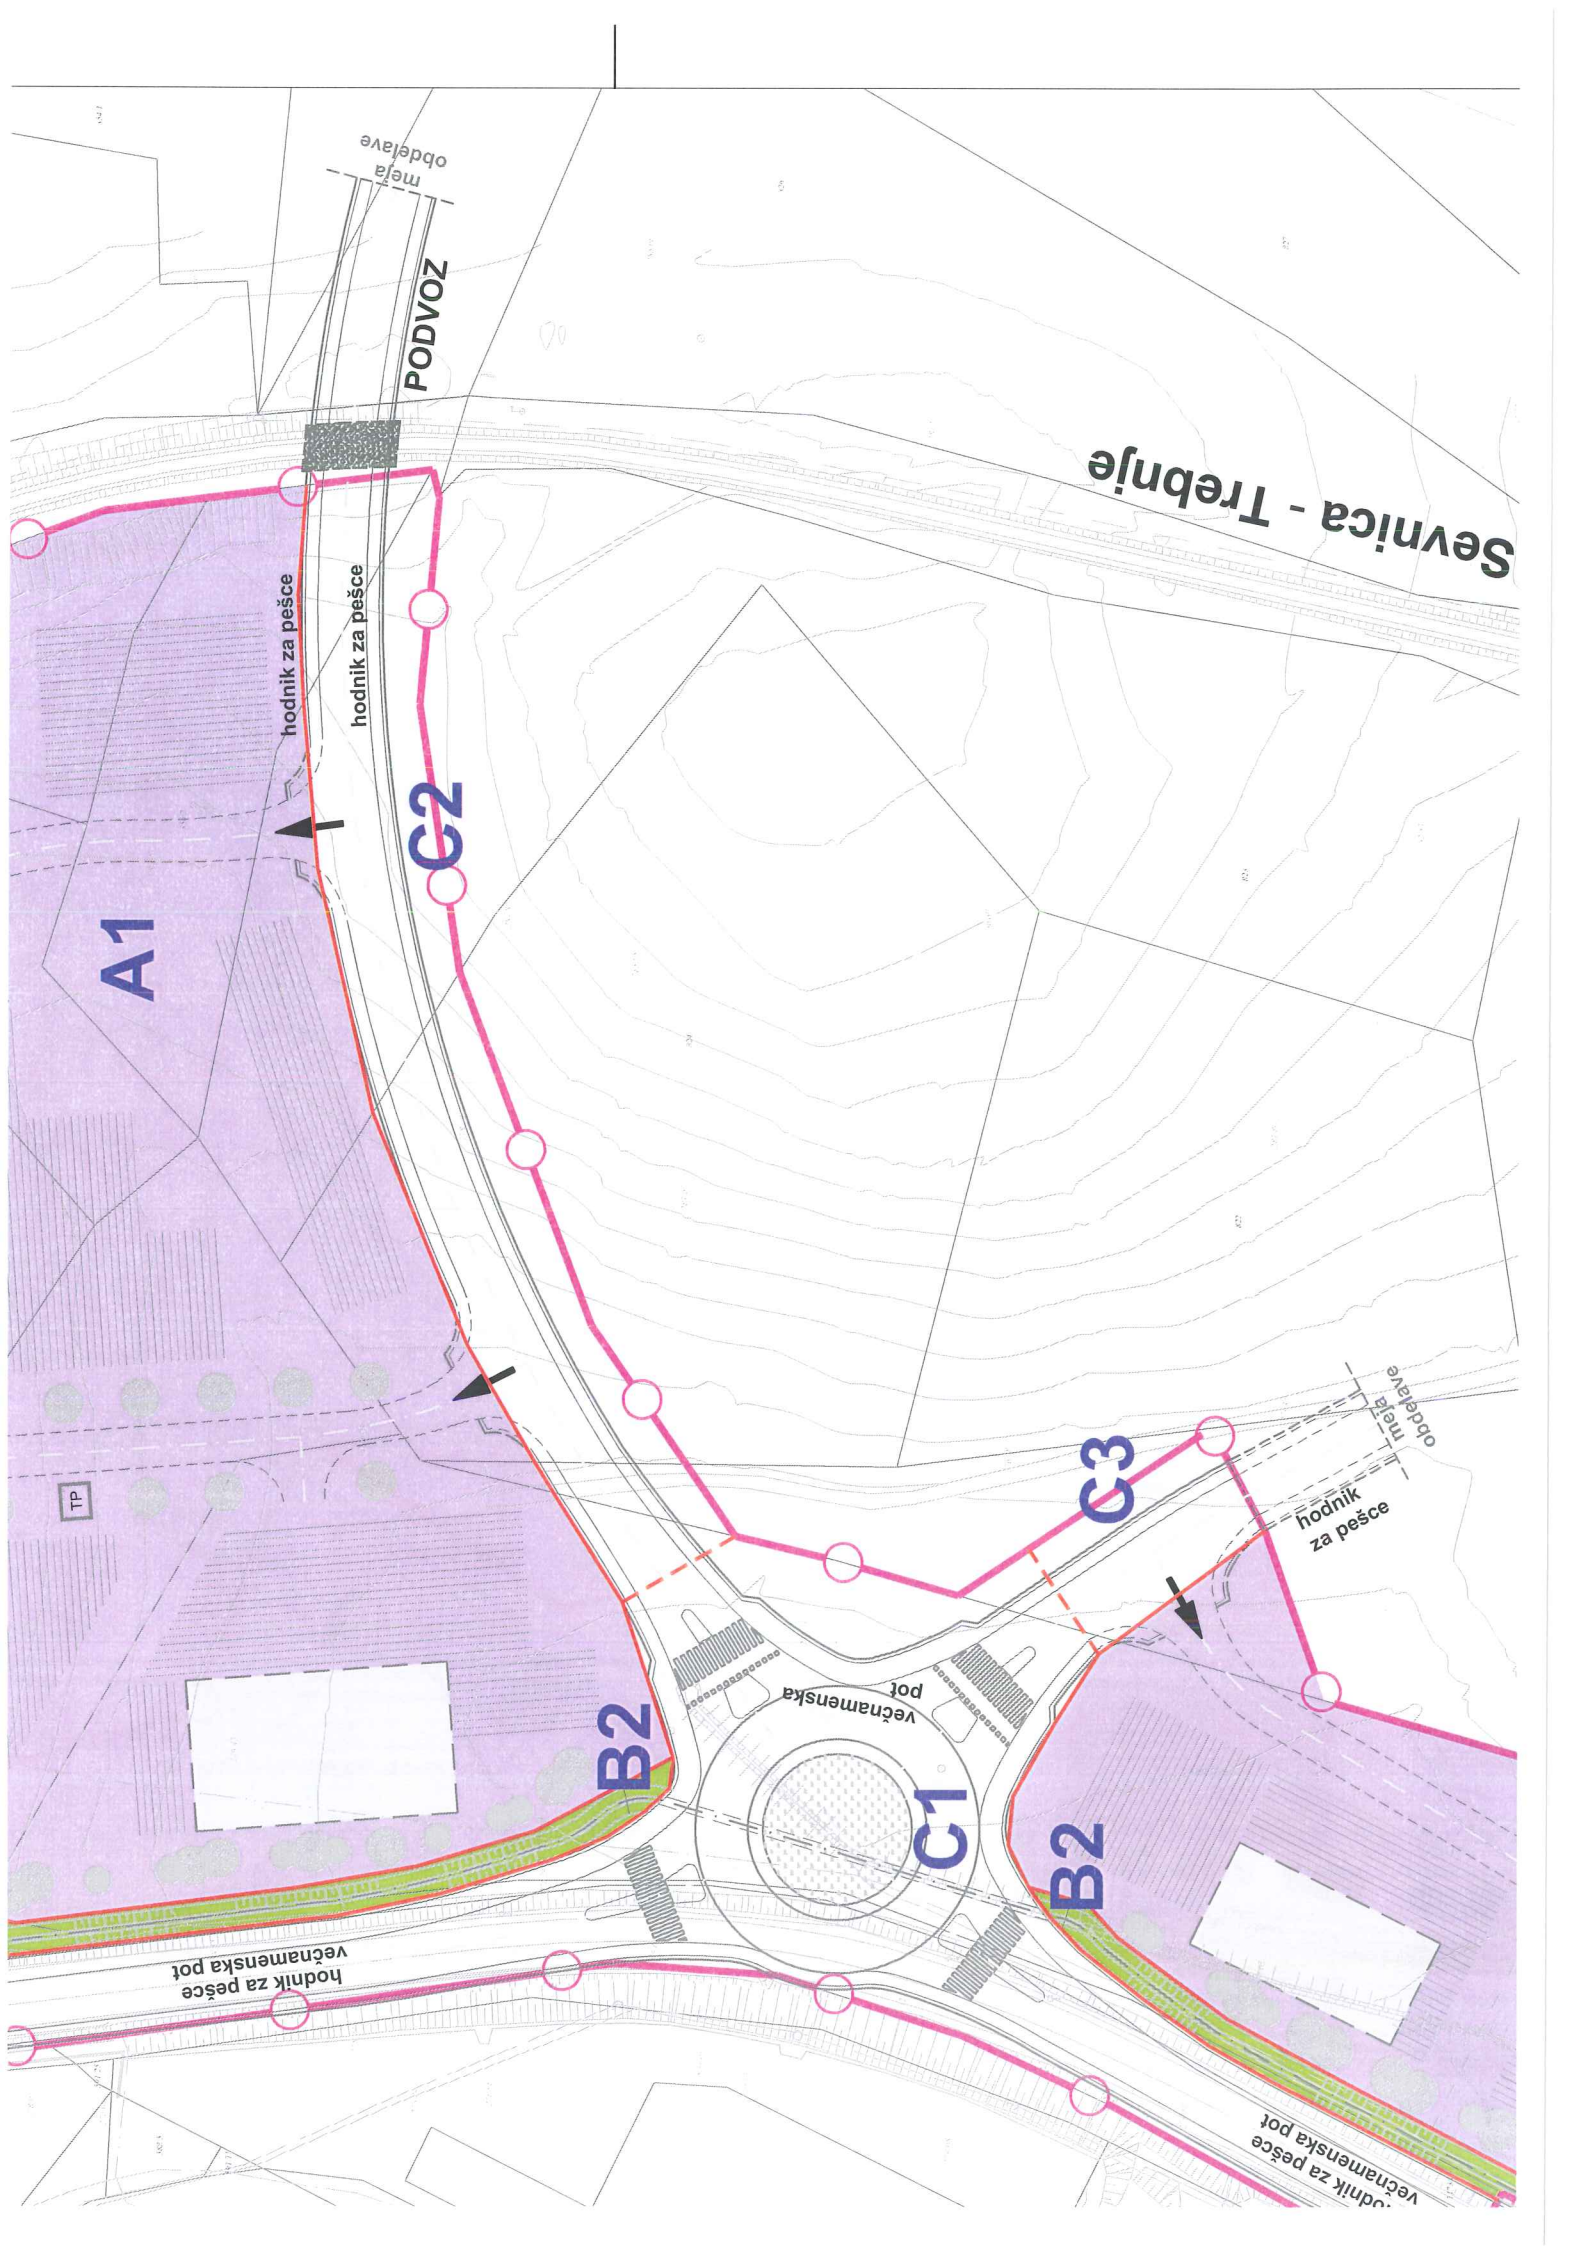 meja
obdelave
PODVOZ
Sevnica - Trebnje
hodnik za pešce
hodnik za pešce
C2
A1
TP
C3
meja
obdelave
hodnik
za pešce
B2
večnamenska
pot
C1
B2
hodnik za pešce
večnamenska pot
hodnik za pešce
večnamenska pot